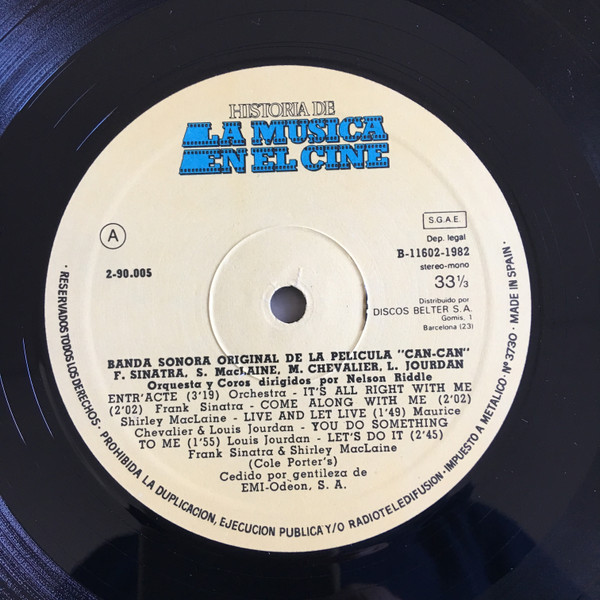 HISTORIA DE
LA MUSICA
EN EL CINE
A
2-90.005
S.G.A.E.
Dep. legal
B-11602-1982
stereo-mono
33 1/3
Distribuido por
DISCOS BELTER S.A.
Gomis, 1
Barcelona (23)
BANDA SONORA ORIGINAL DE LA PELICULA "CAN-CAN"
F. SINATRA, S. MacLAINE, M. CHEVALIER, L. JOURDAN
Orquesta y Coros dirigidos por Nelson Riddle
ENTR'ACTE (3'19) Orchestra - IT'S ALL RIGHT WITH ME
(2'02) Frank Sinatra - COME ALONG WITH ME (2'02)
Shirley MacLaine - LIVE AND LET LIVE (1'49) Maurice
Chevalier & Louis Jourdan - YOU DO SOMETHING
TO ME (1'55) Louis Jourdan - LET'S DO IT (2'45)
Frank Sinatra & Shirley MacLaine
(Cole Porter's)
Cedido por gentileza de
EMI-Odeon, S. A.
· RESERVADOS TODOS LOS DERECHOS · PROHIBIDA LA DUPLICACION, EJECUCION PUBLICA Y/O RADIOTELEDIFUSION · IMPUESTO A METALICO · Nº 3730 · MADE IN SPAIN ·